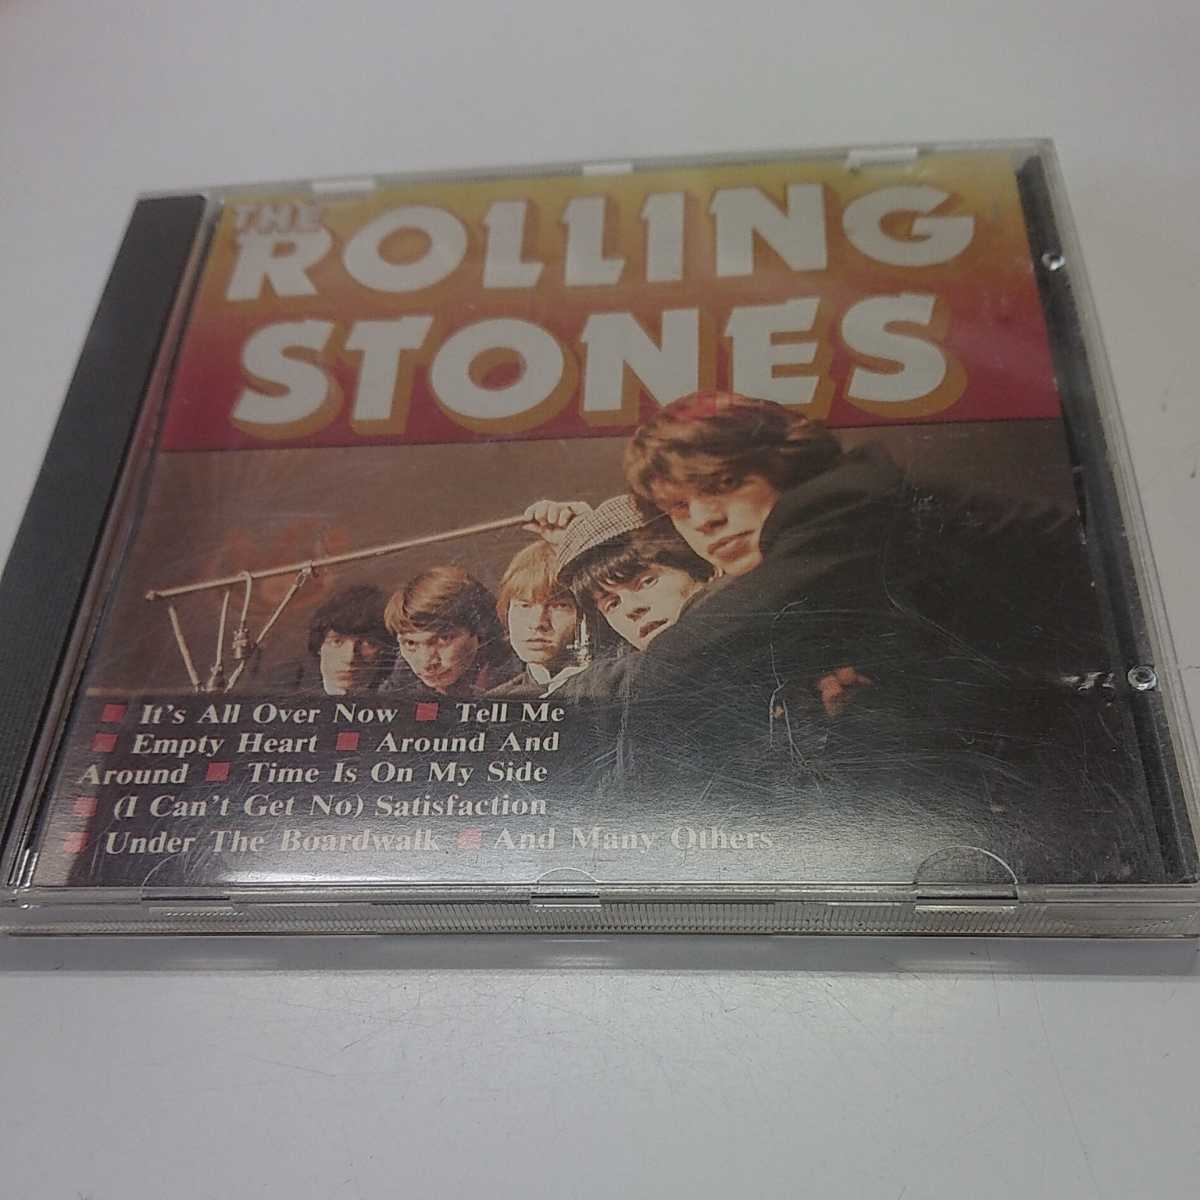 THE
ROLLING
STONES
It's All Over Now Tell Me
Empty Heart Around And
Around Time Is On My Side
(I Can't Get No) Satisfaction
Under The Boardwalk And Many Others